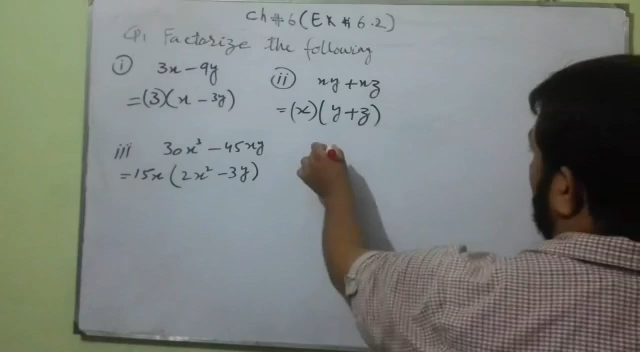 Ch # 6 (Ex # 6.2)
Q1 Factorize the following
i 3x - 9y
= (3)(x - 3y)
ii xy + xz
= (x)(y + z)
iii 30x³ - 45xy
= 15x (2x² - 3y)